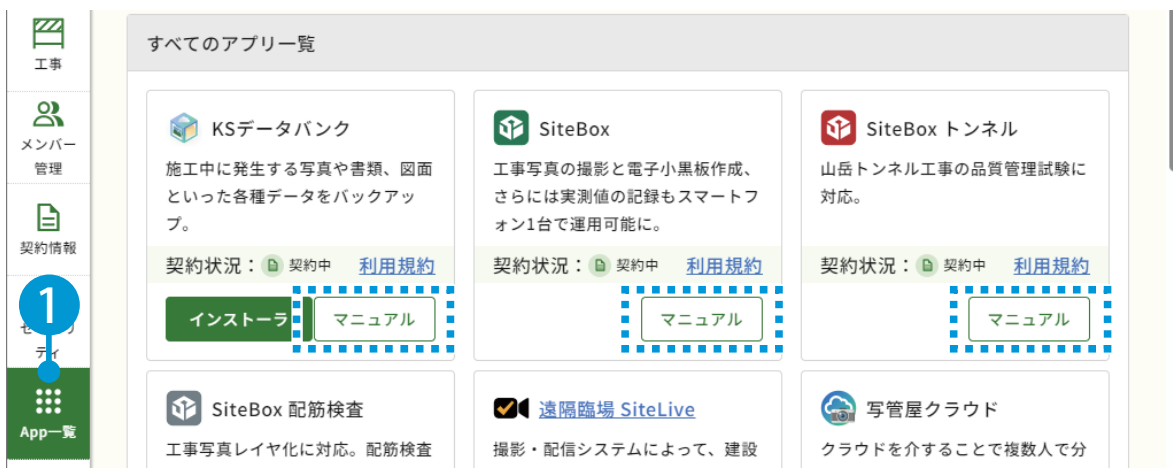 工事
メンバー
管理
契約情報
1
ティ
App一覧
すべてのアプリ一覧
KSデータバンク
施工中に発生する写真や書類、図面
といった各種データをバックアッ
プ。
契約状況： 契約中 利用規約
インストーラ マニュアル
SiteBox
工事写真の撮影と電子小黒板作成、
さらには実測値の記録もスマートフ
ォン1台で運用可能に。
契約状況： 契約中 利用規約
マニュアル
SiteBox トンネル
山岳トンネル工事の品質管理試験に
対応。
契約状況： 契約中 利用規約
マニュアル
SiteBox 配筋検査
工事写真レイヤ化に対応。配筋検査
遠隔臨場 SiteLive
撮影・配信システムによって、建設
写管屋クラウド
クラウドを介することで複数人で分